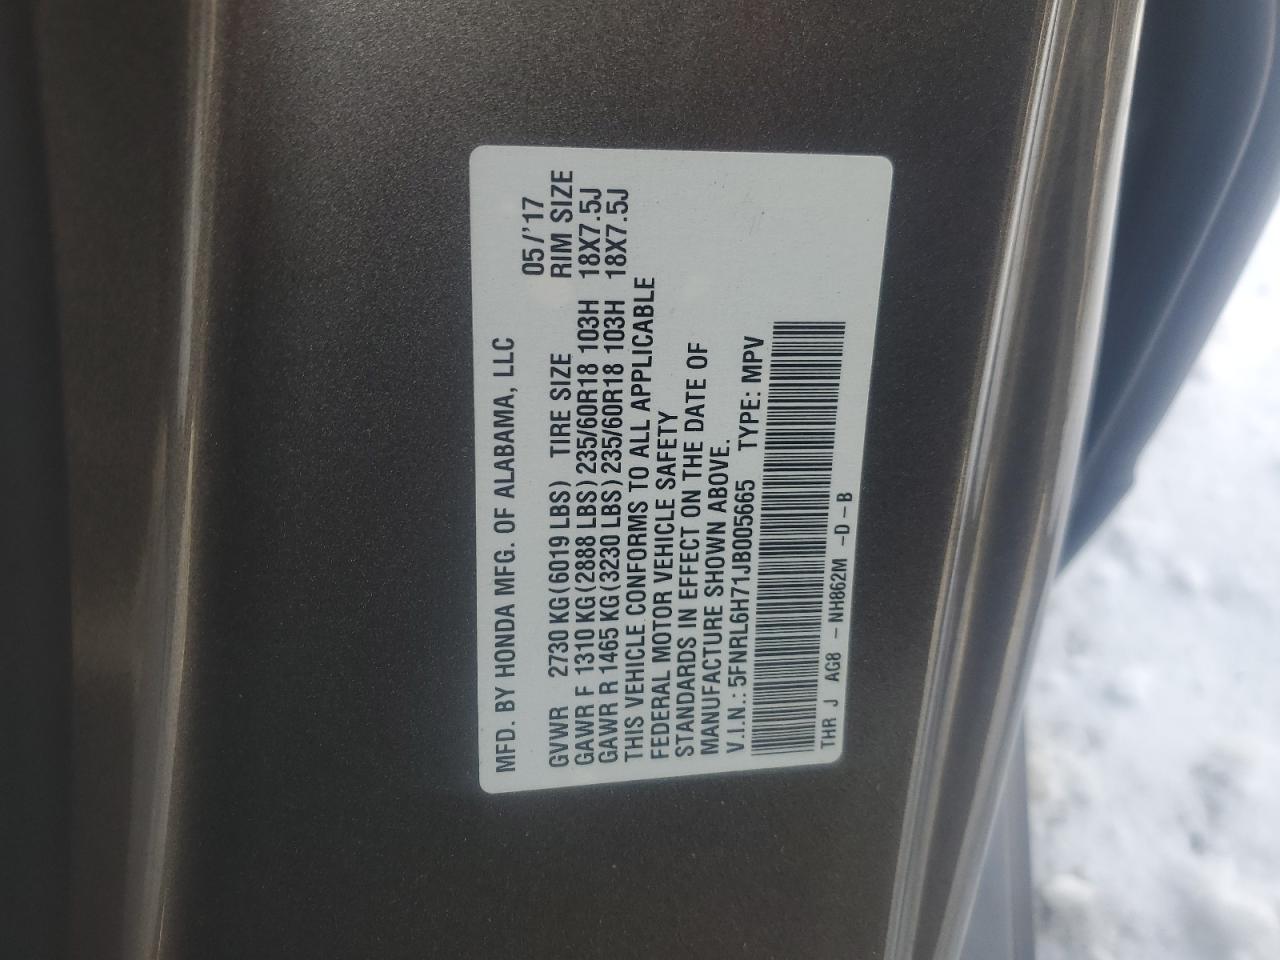 MFD. BY HONDA MFG. OF ALABAMA, LLC 05/'17
GVWR 2730 KG (6019 LBS) TIRE SIZE RIM SIZE
GAWR F 1310 KG (2888 LBS) 235/60R18 103H 18X7.5J
GAWR R 1465 KG (3230 LBS) 235/60R18 103H 18X7.5J
THIS VEHICLE CONFORMS TO ALL APPLICABLE
FEDERAL MOTOR VEHICLE SAFETY
STANDARDS IN EFFECT ON THE DATE OF
MANUFACTURE SHOWN ABOVE.
V.I.N.: 5FNRL6H71JB005665 TYPE: MPV
THR J AG8 - NH862M -D-B